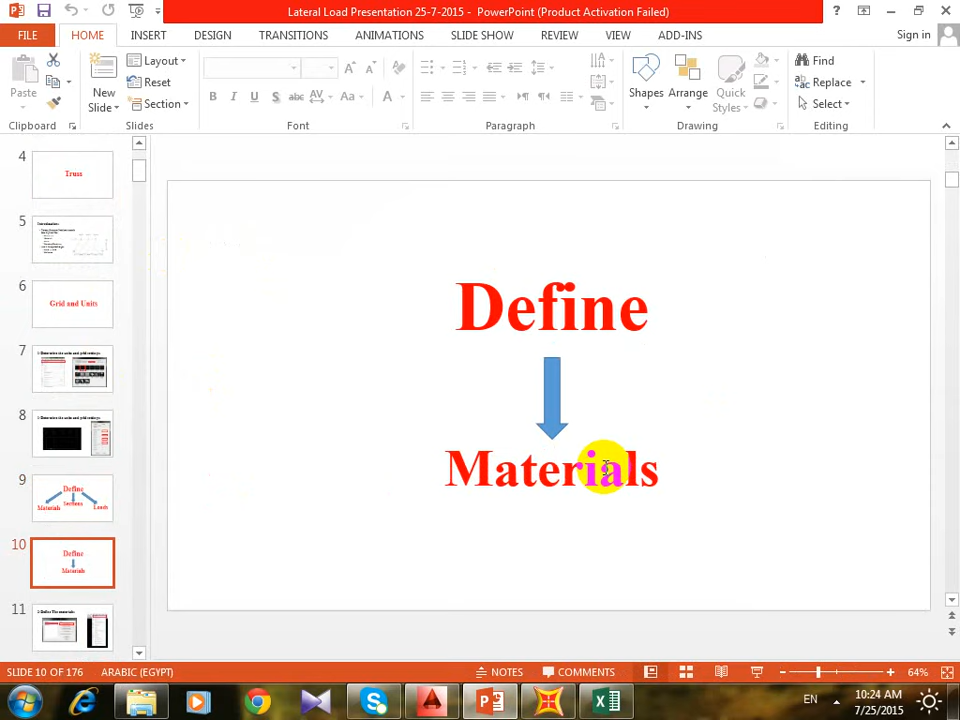 Lateral Load Presentation 25-7-2015 - PowerPoint (Product Activation Failed)
FILE HOME INSERT DESIGN TRANSITIONS ANIMATIONS SLIDE SHOW REVIEW VIEW ADD-INS Sign in
Paste
New
Slide
Layout
Reset
Section
B I U S abc AV Aa A
Shapes
Arrange
Quick
Styles
Find
Replace
Select
Clipboard Slides Font Paragraph Drawing Editing
4
Truss
5
6
Grid and Units
7
8
9
Define
Materials Sections Loads
10
Define
Materials
11
Define
Materials
SLIDE 10 OF 176 ARABIC (EGYPT) NOTES COMMENTS 64%
EN 10:24 AM
7/25/2015